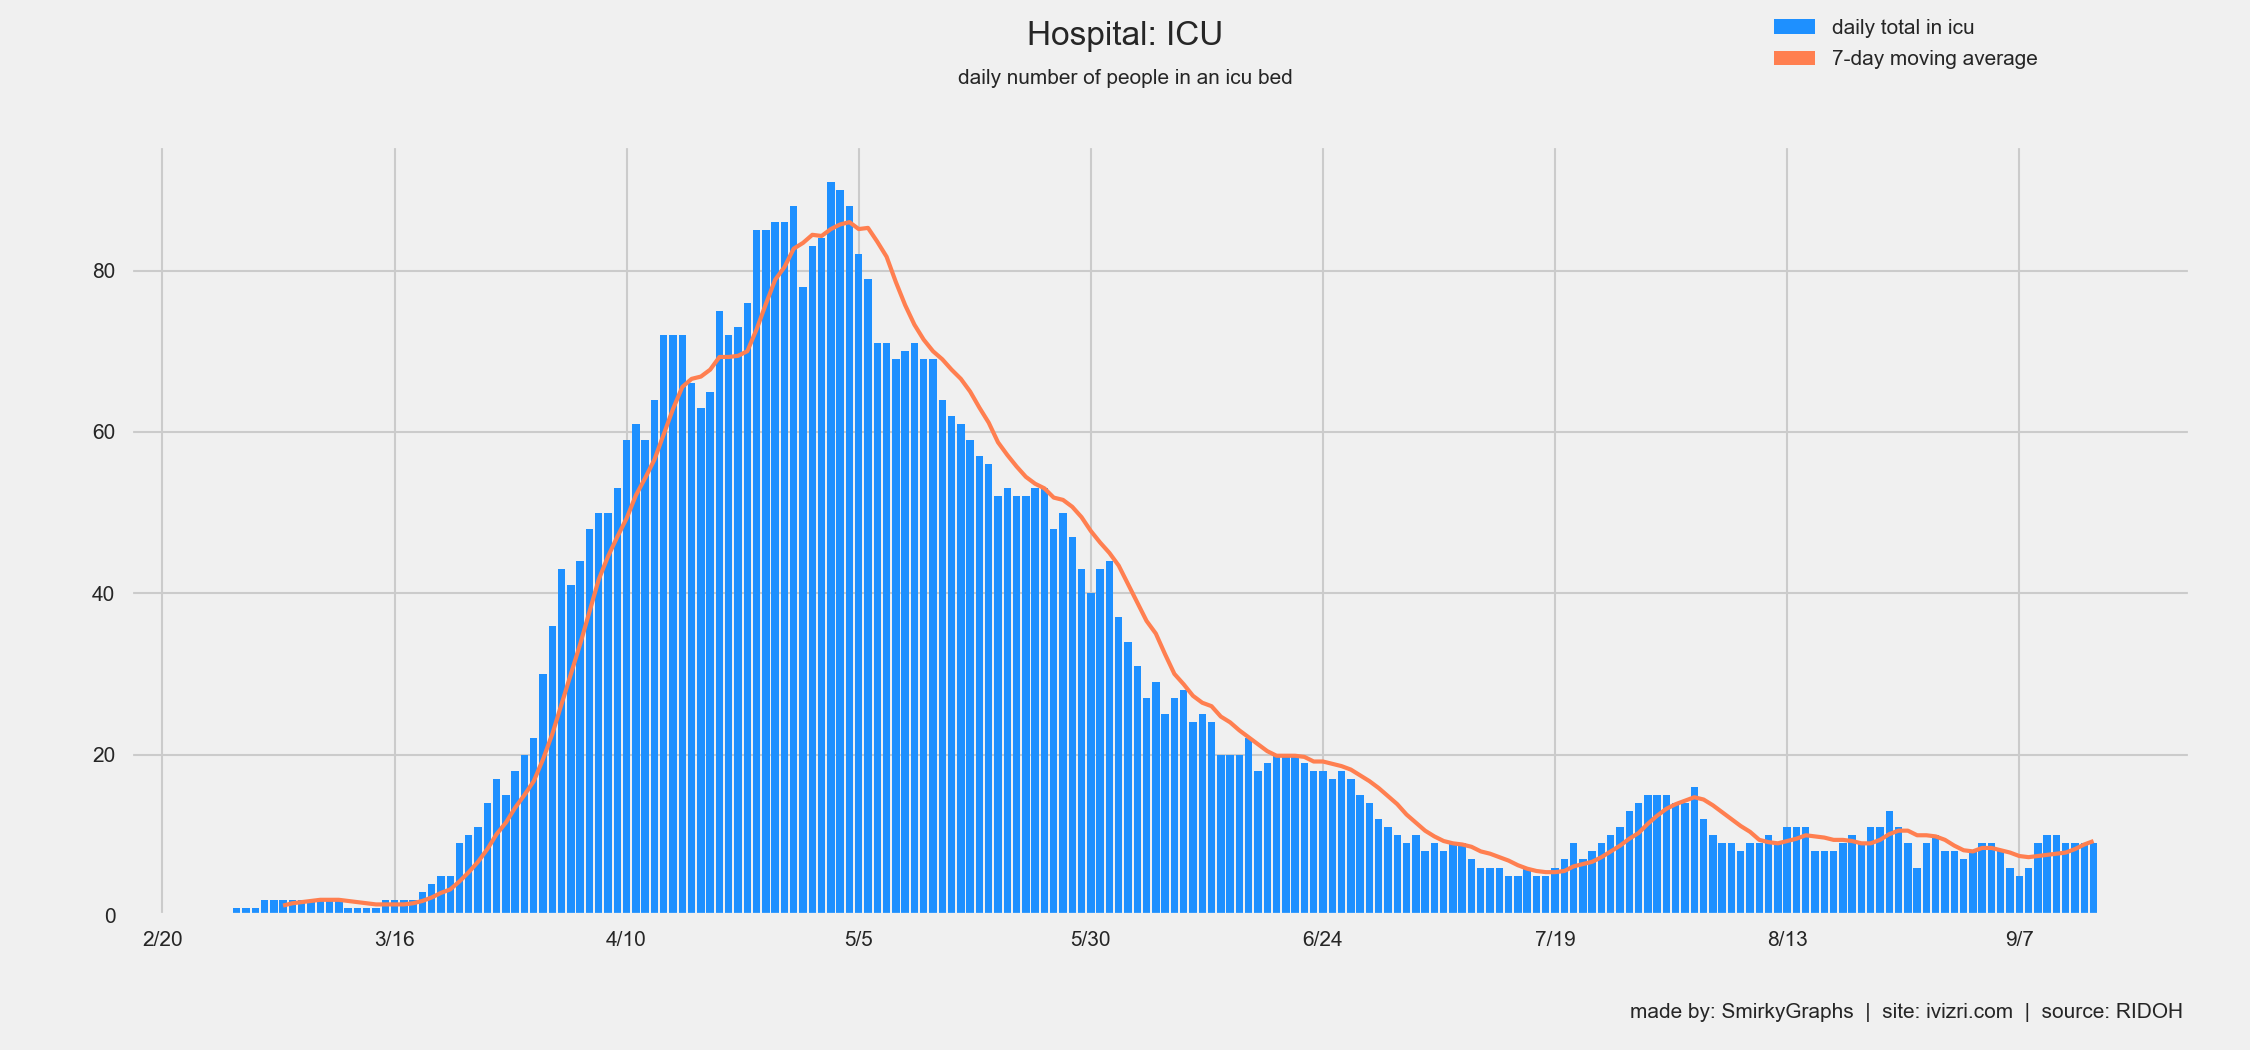 Hospital: ICU
daily number of people in an icu bed
daily total in icu
7-day moving average
80
60
40
20
0
2/20 3/16 4/10 5/5 5/30 6/24 7/19 8/13 9/7
made by: SmirkyGraphs | site: ivizri.com | source: RIDOH